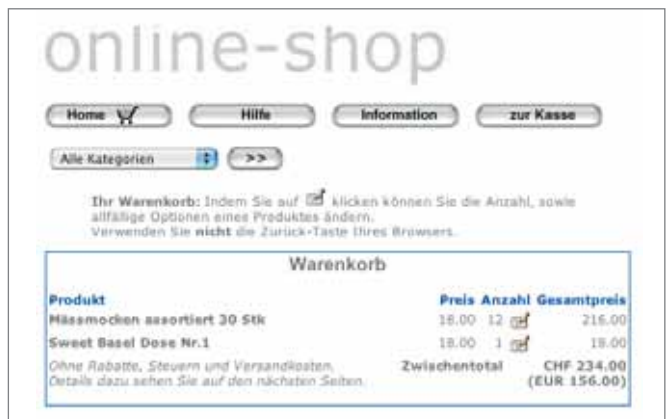 online-shop
Home Hilfe Information zur Kasse
Alle Kategorien >>
Ihr Warenkorb: Indem Sie auf klicken können Sie die Anzahl, sowie
allfällige Optionen eines Produktes ändern.
Verwenden Sie nicht die Zurück-Taste Ihres Browsers.
Warenkorb
Produkt Preis Anzahl Gesamtpreis
Mässmocken assortiert 30 Stk 18.00 12 216.00
Sweet Basel Dose Nr.1 18.00 1 18.00
Ohne Rabatte, Steuern und Versandkosten. Zwischentotal CHF 234.00
Details dazu sehen Sie auf den nächsten Seiten. (EUR 156.00)